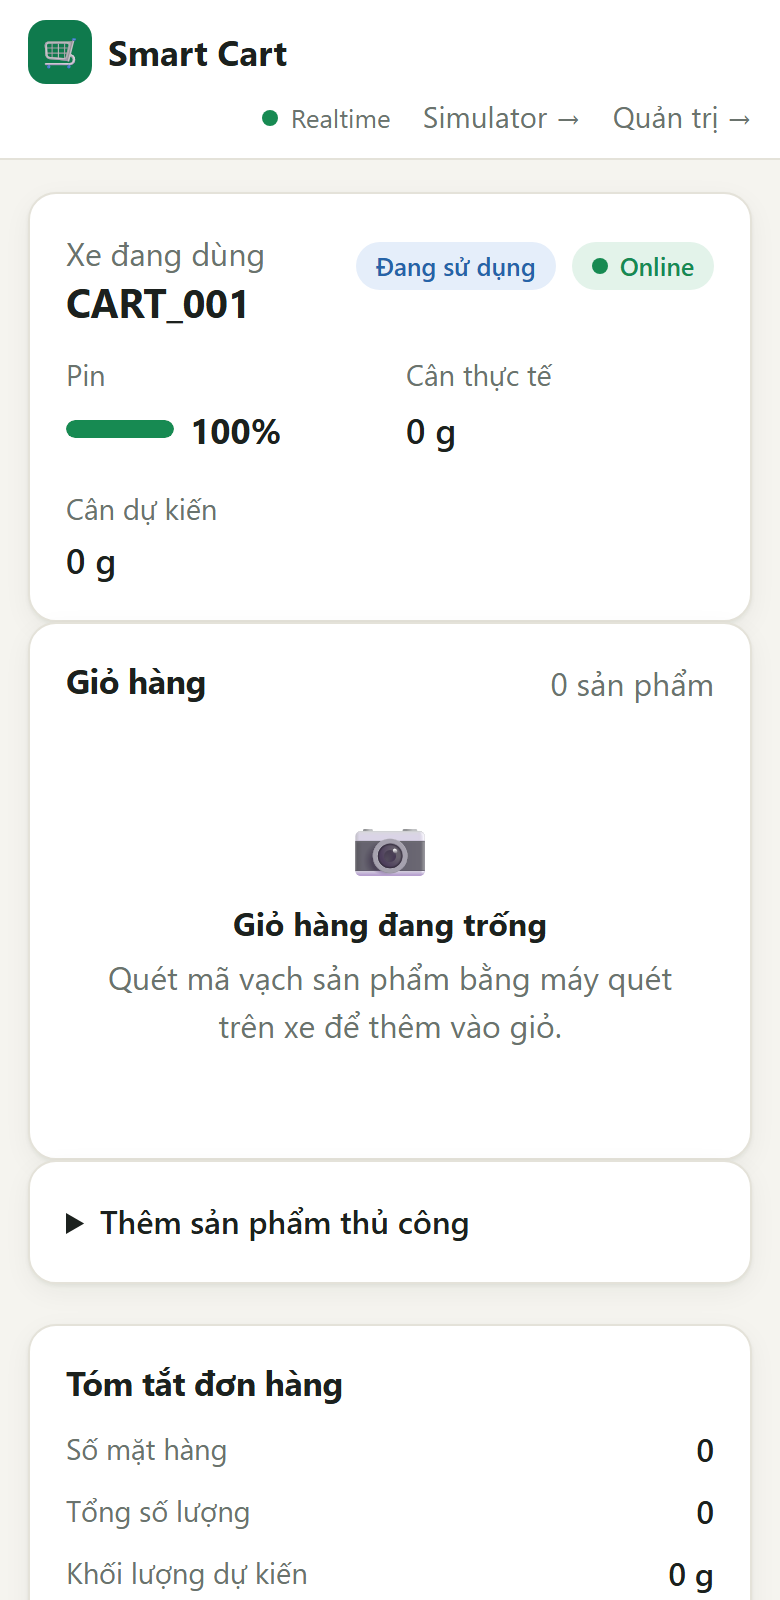 Smart Cart
Realtime Simulator → Quản trị →
Xe đang dùng
Đang sử dụng
Online
CART_001
Pin
Cân thực tế
100%
0 g
Cân dự kiến
0 g
Giỏ hàng
0 sản phẩm
Giỏ hàng đang trống
Quét mã vạch sản phẩm bằng máy quét
trên xe để thêm vào giỏ.
▶ Thêm sản phẩm thủ công
Tóm tắt đơn hàng
Số mặt hàng 0
Tổng số lượng 0
Khối lượng dự kiến 0 g